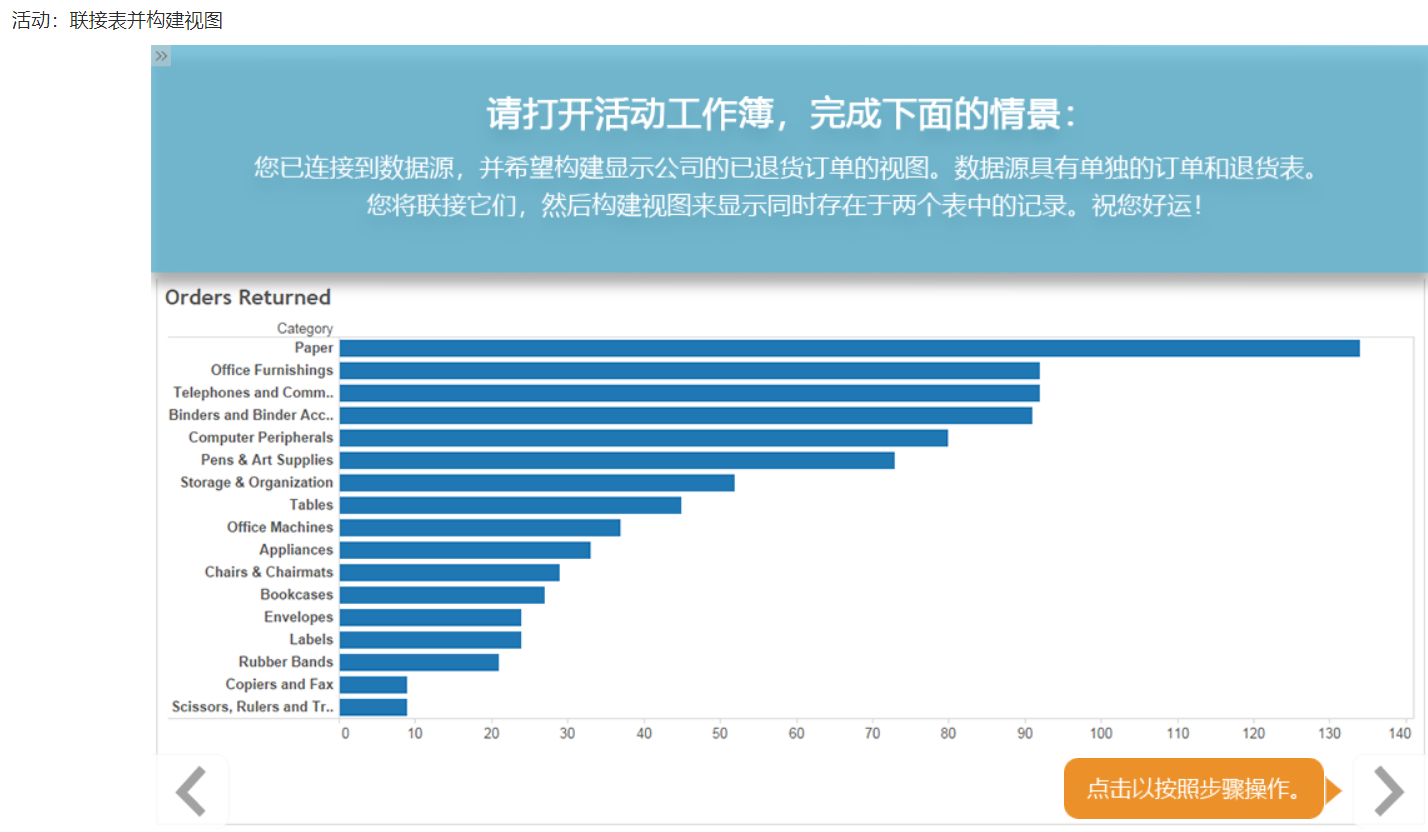 活动：联接表并构建视图
»
请打开活动工作簿，完成下面的情景：
您已连接到数据源，并希望构建显示公司的已退货订单的视图。数据源具有单独的订单和退货表。
您将联接它们，然后构建视图来显示同时存在于两个表中的记录。祝您好运！
Orders Returned
Category
Paper
Office Furnishings
Telephones and Comm..
Binders and Binder Acc..
Computer Peripherals
Pens & Art Supplies
Storage & Organization
Tables
Office Machines
Appliances
Chairs & Chairmats
Bookcases
Envelopes
Labels
Rubber Bands
Copiers and Fax
Scissors, Rulers and Tr..
0 10 20 30 40 50 60 70 80 90 100 110 120 130 140
点击以按照步骤操作。